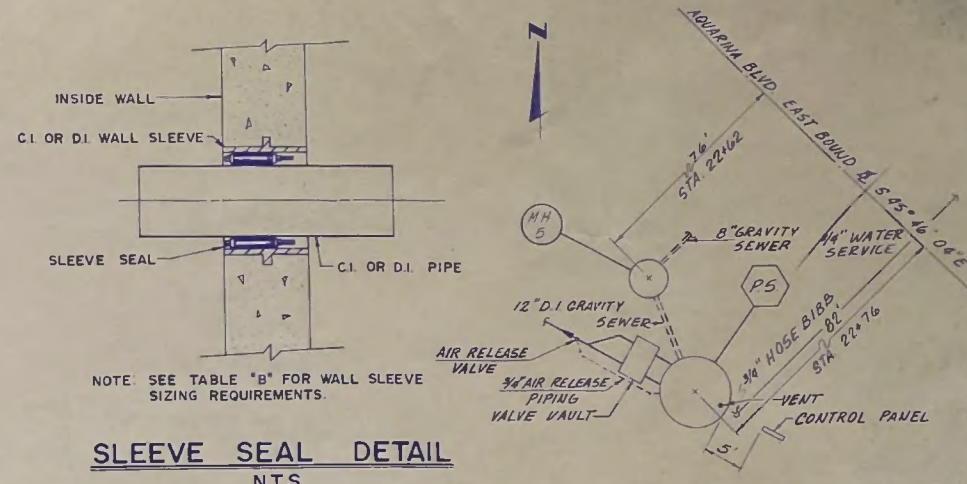 INSIDE WALL
C.I. OR D.I. WALL SLEEVE
SLEEVE SEAL
C.I. OR D.I. PIPE
NOTE: SEE TABLE "B" FOR WALL SLEEVE
SIZING REQUIREMENTS.
SLEEVE SEAL DETAIL
N.T.S.
N
AQUARINA BLVD. EAST BOUND ℄ S 45° 46' 04" E
76'
STA. 22+62
MH
5
8" GRAVITY
SEWER
3/4" WATER
SERVICE
PS
12" D.I. GRAVITY
SEWER
AIR RELEASE
VALVE
3/4" AIR RELEASE
PIPING
VALVE VAULT
3/4" HOSE BIBB
82'
STA. 22+76
VENT
CONTROL PANEL
5'